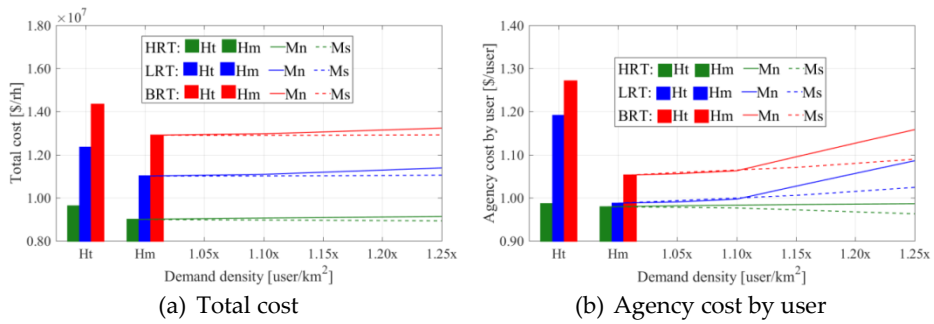 ×10⁷
1.80
1.60
1.40
1.20
1.00
0.80
Total cost [$/rh]
HRT: Ht Hm Mn Ms
LRT: Ht Hm Mn Ms
BRT: Ht Hm Mn Ms
Ht Hm 1.05x 1.10x 1.15x 1.20x 1.25x
Demand density [user/km²]
(a) Total cost
1.40
1.30
1.20
1.10
1.00
0.90
Agency cost by user [$/user]
HRT: Ht Hm Mn Ms
LRT: Ht Hm Mn Ms
BRT: Ht Hm Mn Ms
Ht Hm 1.05x 1.10x 1.15x 1.20x 1.25x
Demand density [user/km²]
(b) Agency cost by user